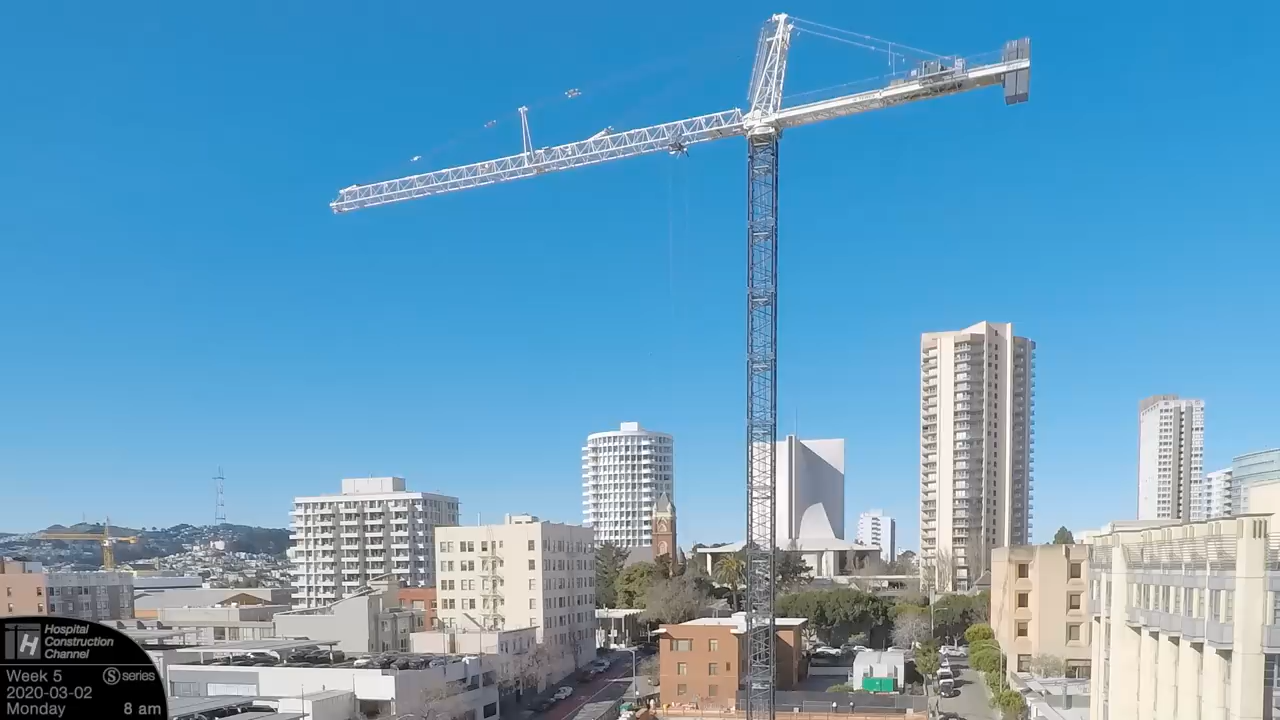 H
Hospital
Construction
Channel
Week 5
S series
2020-03-02
Monday
8 am